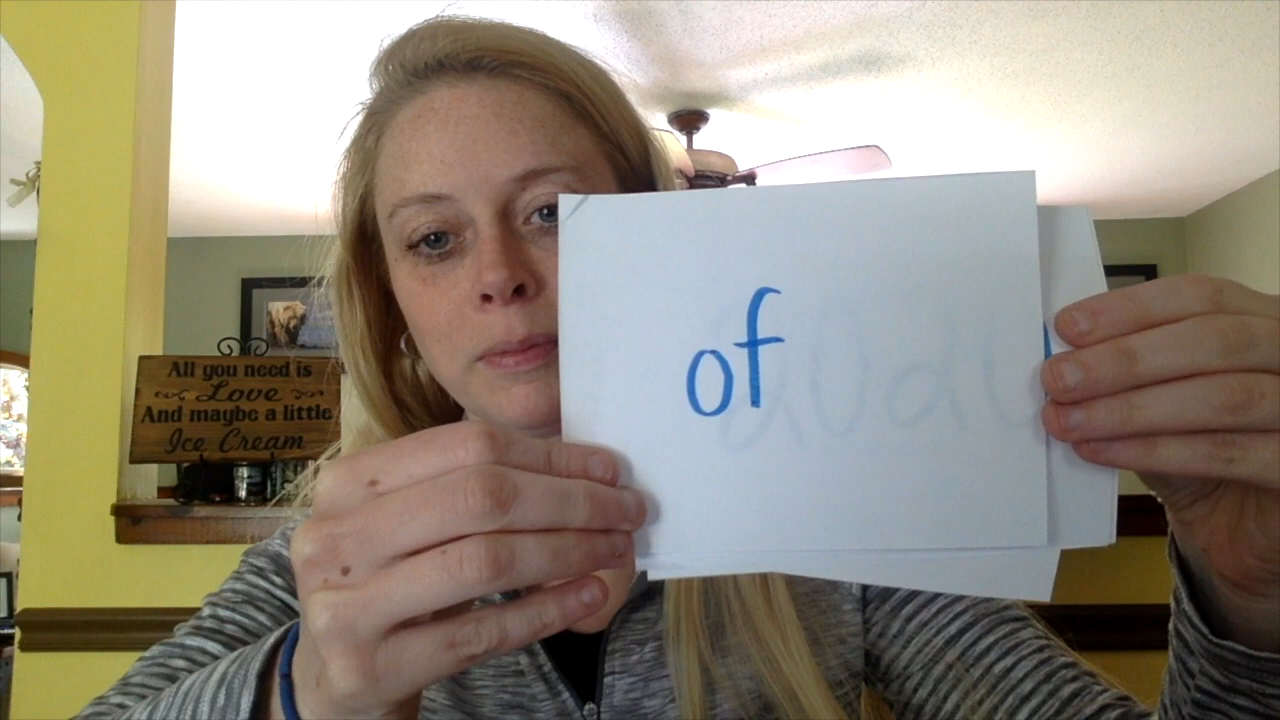 All you need is
Love
And maybe a little
Ice Cream
of